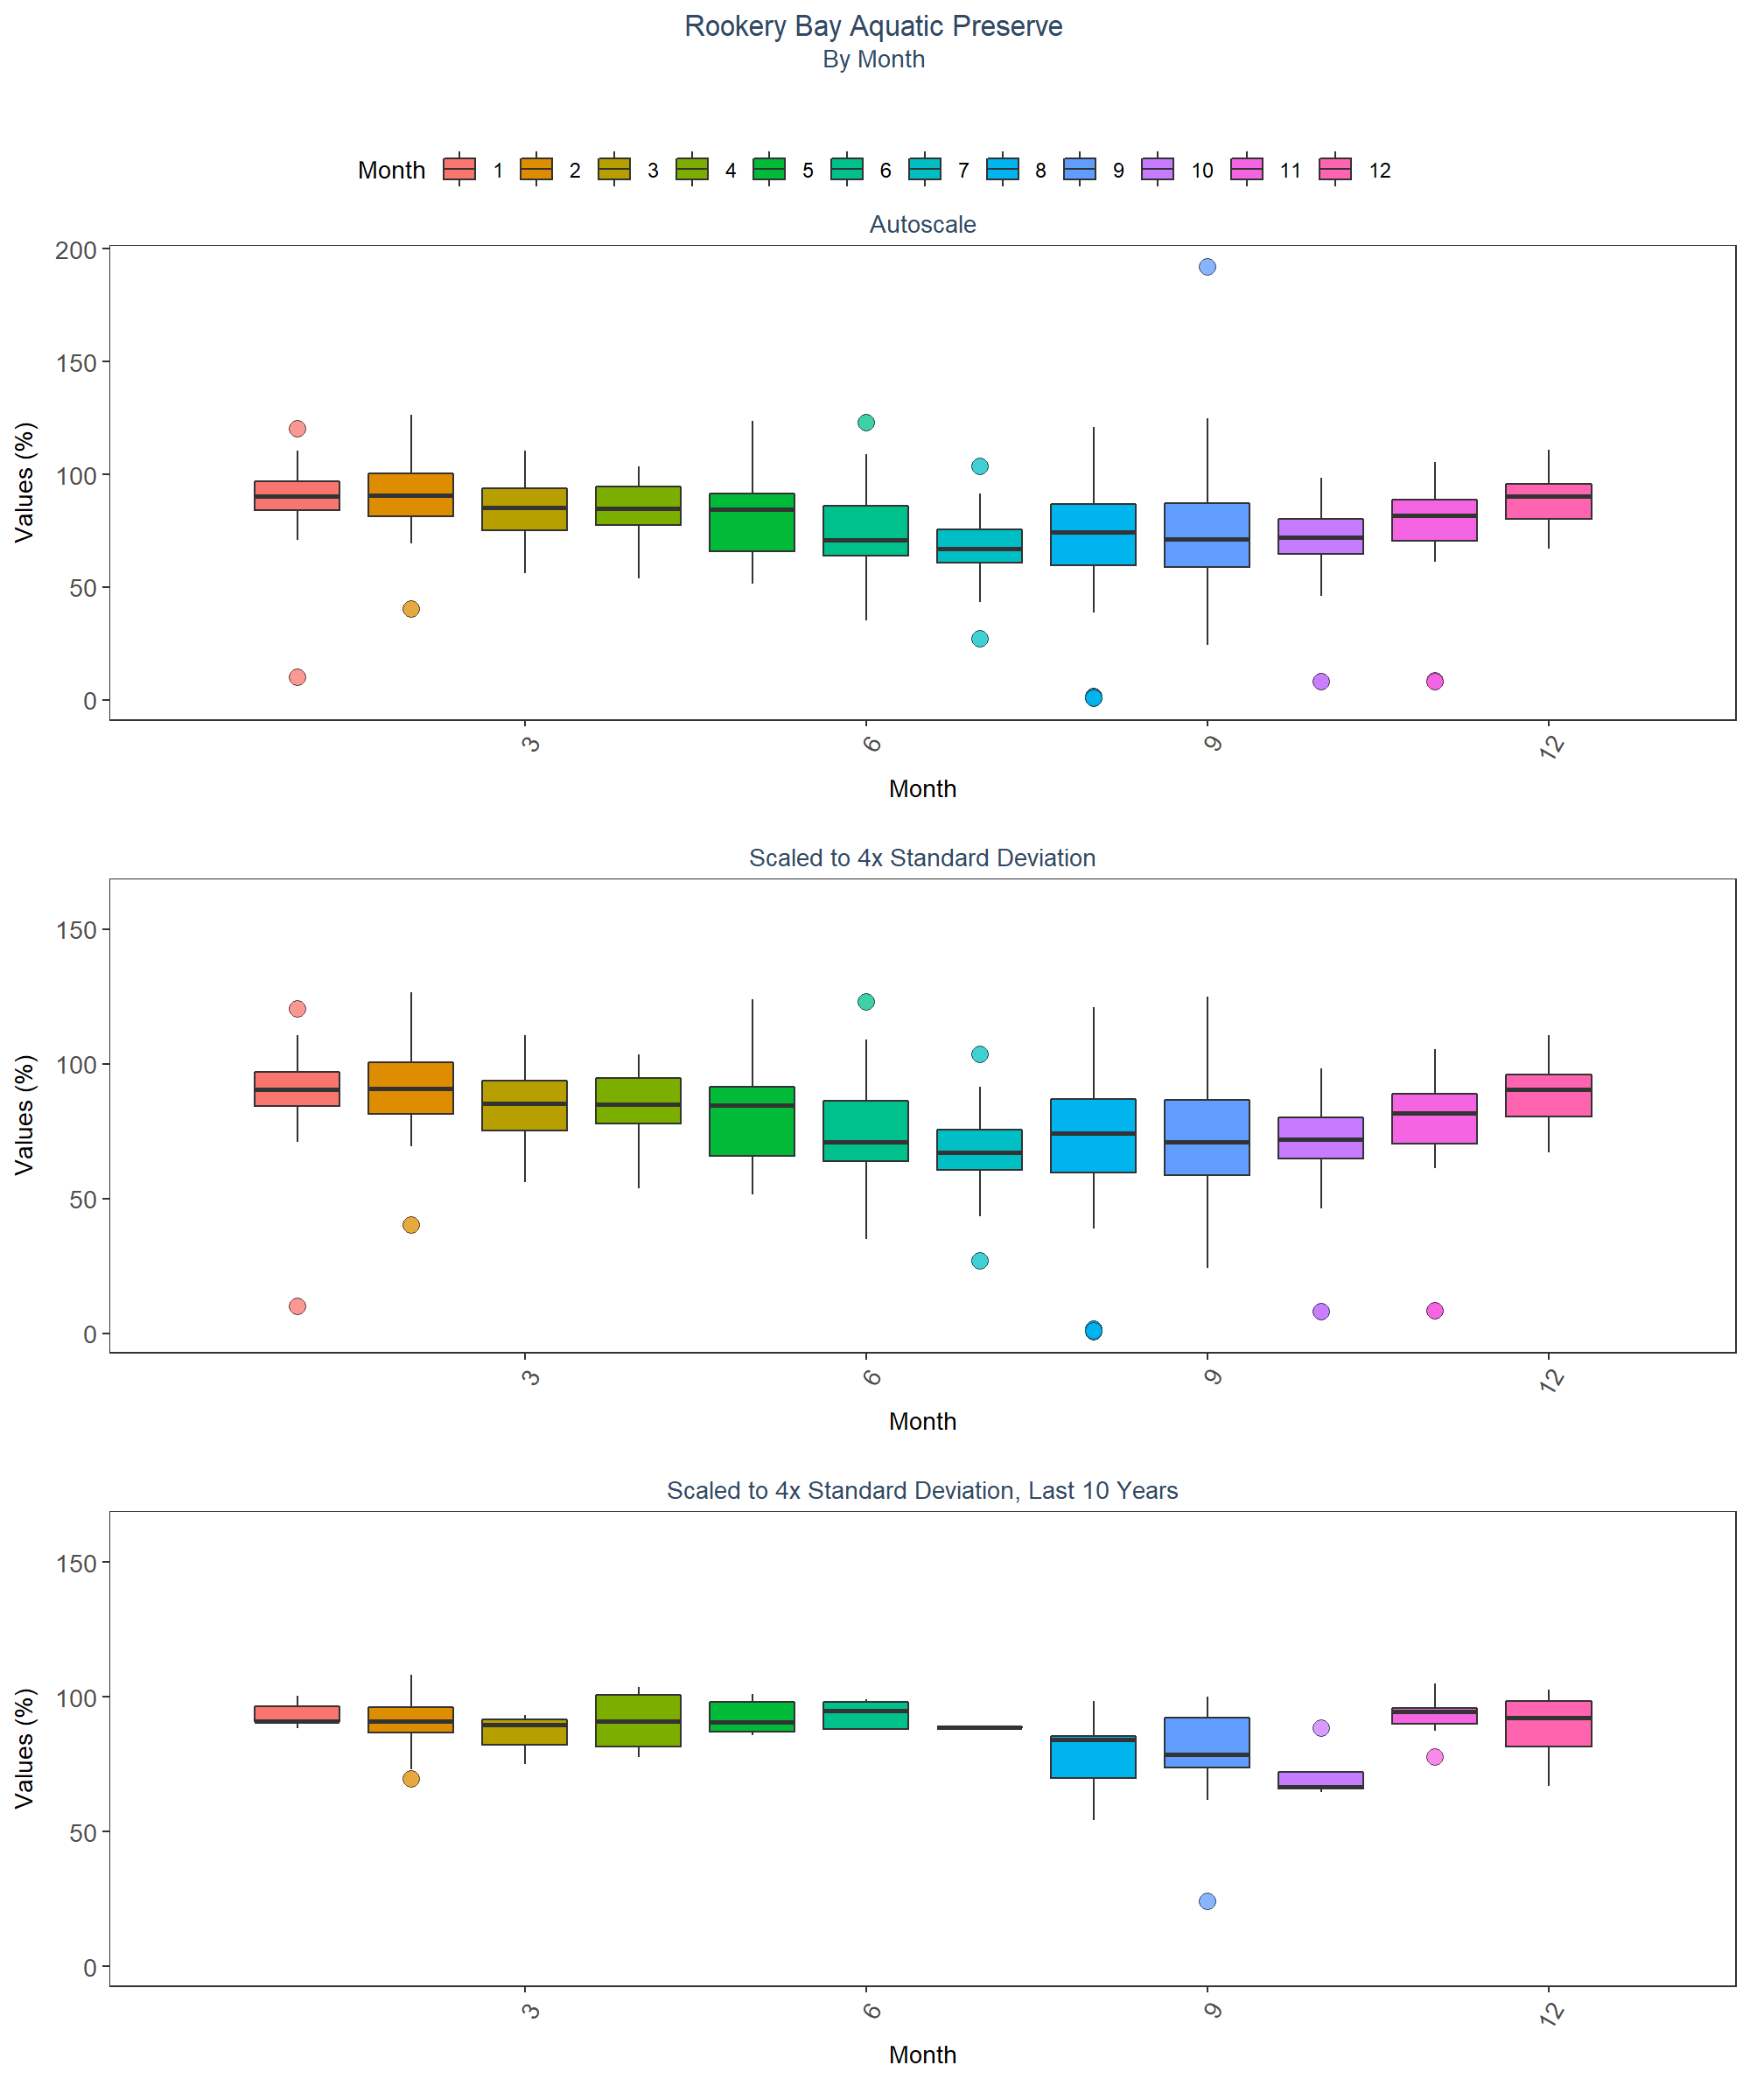 Rookery Bay Aquatic Preserve
By Month
Month 1 2 3 4 5 6 7 8 9 10 11 12
Autoscale
Values (%)
200
150
100
50
0
3 6 9 12
Month
Scaled to 4x Standard Deviation
Values (%)
150
100
50
0
3 6 9 12
Month
Scaled to 4x Standard Deviation, Last 10 Years
Values (%)
150
100
50
0
3 6 9 12
Month